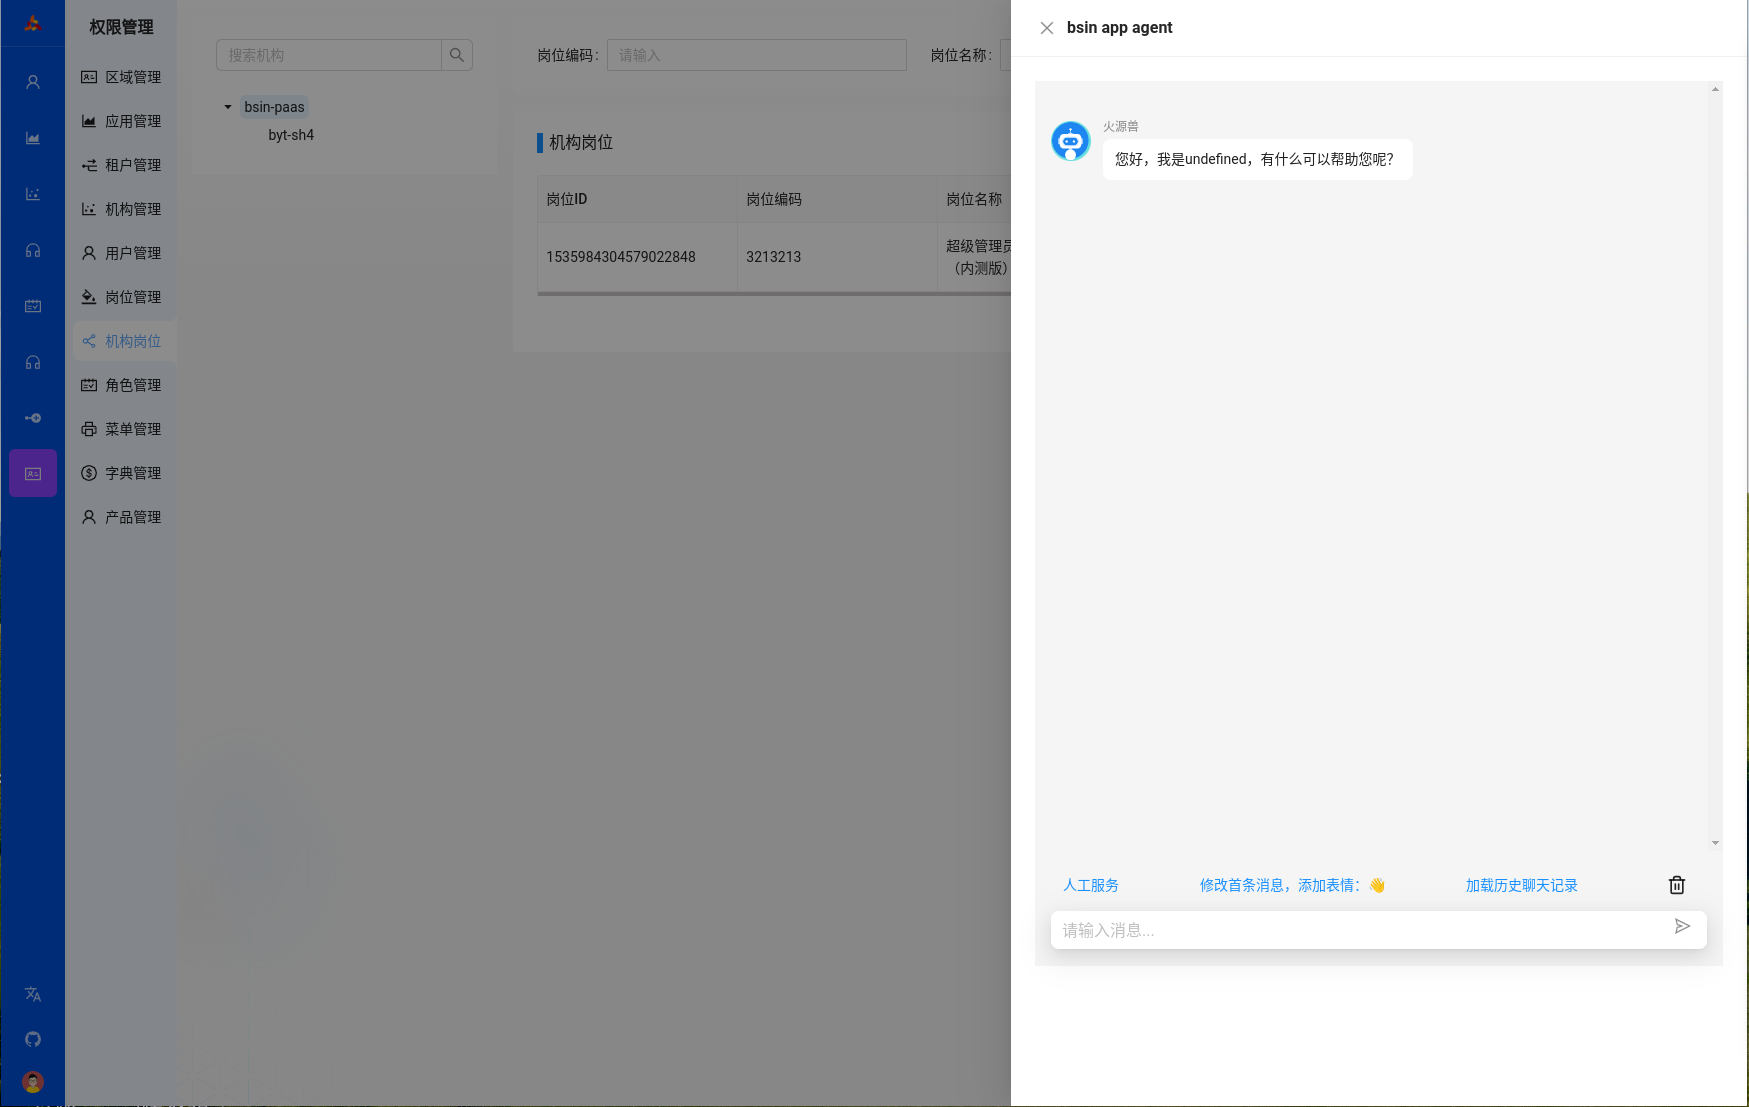 权限管理
区域管理
应用管理
租户管理
机构管理
用户管理
岗位管理
机构岗位
角色管理
菜单管理
字典管理
产品管理
搜索机构
bsin-paas
byt-sh4
岗位编码:
请输入
岗位名称:
机构岗位
岗位ID
岗位编码
岗位名称
1535984304579022848
3213213
超级管理员
（内测版）
bsin app agent
火源兽
您好，我是undefined，有什么可以帮助您呢？
人工服务
修改首条消息，添加表情：👋
加载历史聊天记录
请输入消息...